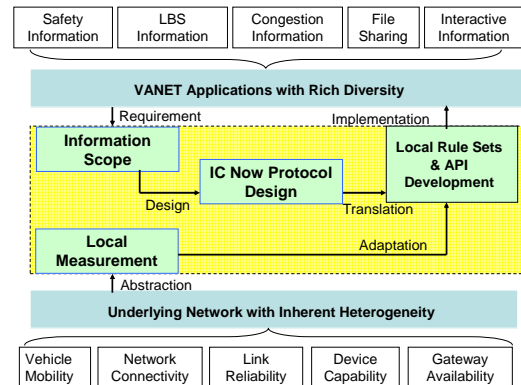 Safety
Information
LBS
Information
Congestion
Information
File
Sharing
Interactive
Information
VANET Applications with Rich Diversity
Requirement
Implementation
Information
Scope
IC Now Protocol
Design
Local Rule Sets
& API
Development
Design
Translation
Local
Measurement
Adaptation
Abstraction
Underlying Network with Inherent Heterogeneity
Vehicle
Mobility
Network
Connectivity
Link
Reliability
Device
Capability
Gateway
Availability